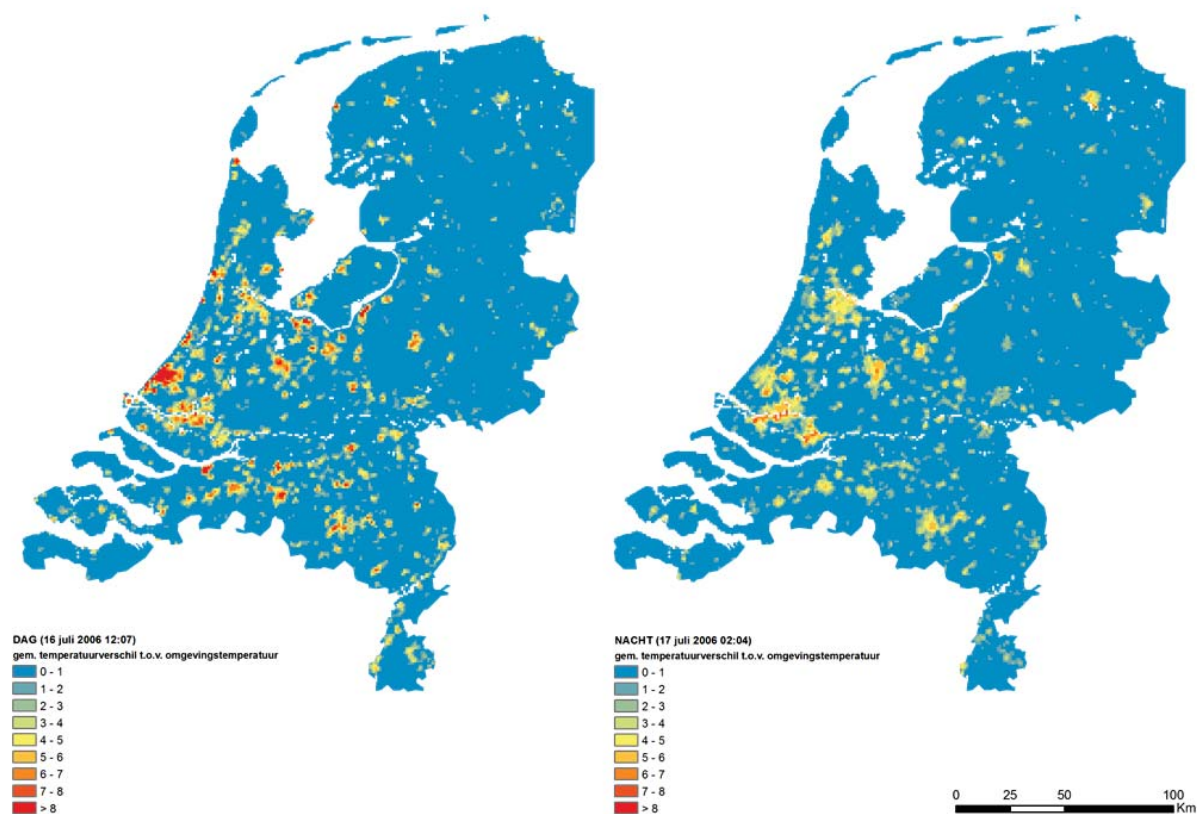 DAG (16 juli 2006 12:07)
gem. temperatuurverschil t.o.v. omgevingstemperatuur
0 - 1
1 - 2
2 - 3
3 - 4
4 - 5
5 - 6
6 - 7
7 - 8
> 8
NACHT (17 juli 2006 02:04)
gem. temperatuurverschil t.o.v. omgevingstemperatuur
0 - 1
1 - 2
2 - 3
3 - 4
4 - 5
5 - 6
6 - 7
7 - 8
> 8
0 25 50 100
Km